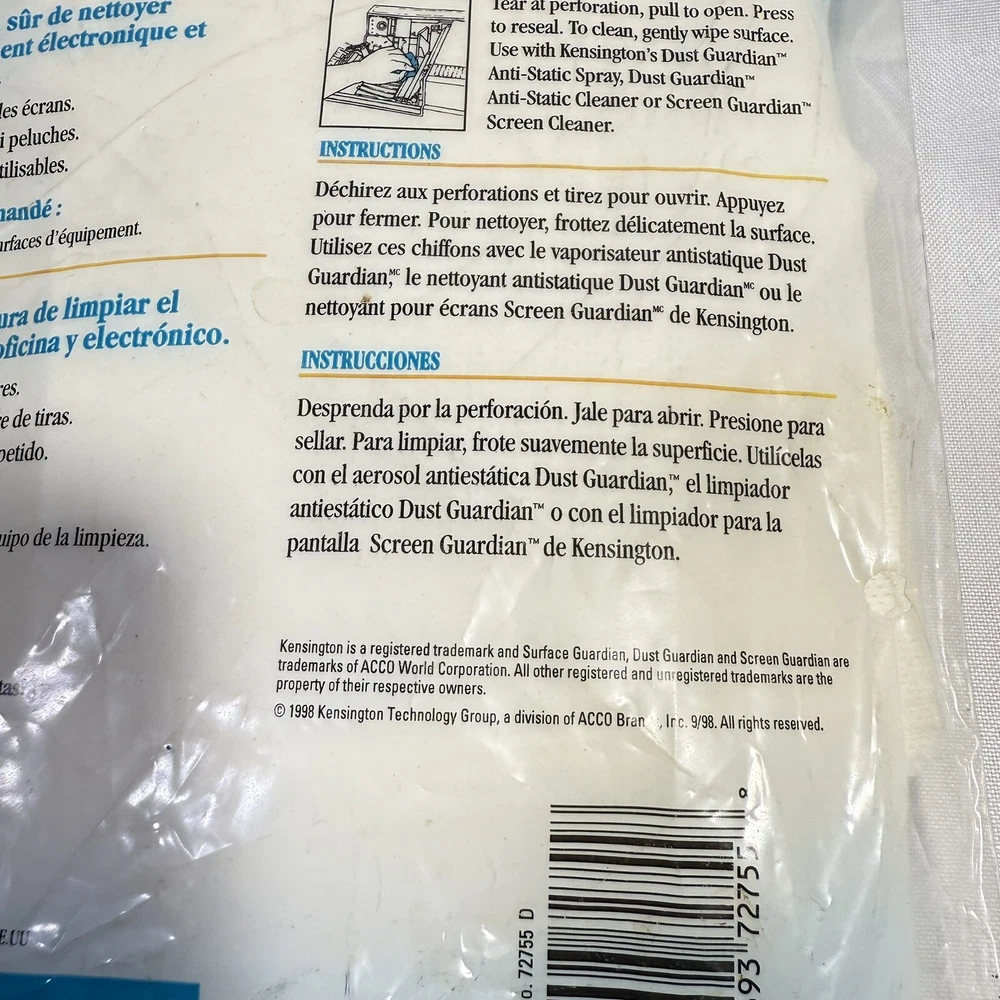 sûr de nettoyer
ent électronique et
les écrans.
i peluches.
tilisables.
mandé :
rfaces d'équipement.
ura de limpiar el
oficina y electrónico.
res.
e de tiras.
petido.
uipo de la limpieza.
tas.
E.UU
Tear at perforation, pull to open. Press
to reseal. To clean, gently wipe surface.
Use with Kensington's Dust Guardian™
Anti-Static Spray, Dust Guardian™
Anti-Static Cleaner or Screen Guardian™
Screen Cleaner.
INSTRUCTIONS
Déchirez aux perforations et tirez pour ouvrir. Appuyez
pour fermer. Pour nettoyer, frottez délicatement la surface.
Utilisez ces chiffons avec le vaporisateur antistatique Dust
Guardian,MC le nettoyant antistatique Dust GuardianMC ou le
nettoyant pour écrans Screen GuardianMC de Kensington.
INSTRUCCIONES
Desprenda por la perforación. Jale para abrir. Presione para
sellar. Para limpiar, frote suavemente la superficie. Utilícelas
con el aerosol antiestática Dust Guardian,™ el limpiador
antiestático Dust Guardian™ o con el limpiador para la
pantalla Screen Guardian™ de Kensington.
Kensington is a registered trademark and Surface Guardian, Dust Guardian and Screen Guardian are
trademarks of ACCO World Corporation. All other registered and unregistered trademarks are the
property of their respective owners.
© 1998 Kensington Technology Group, a division of ACCO Bran , Inc. 9/98. All rights reserved.
o. 72755 D
93 72755 8